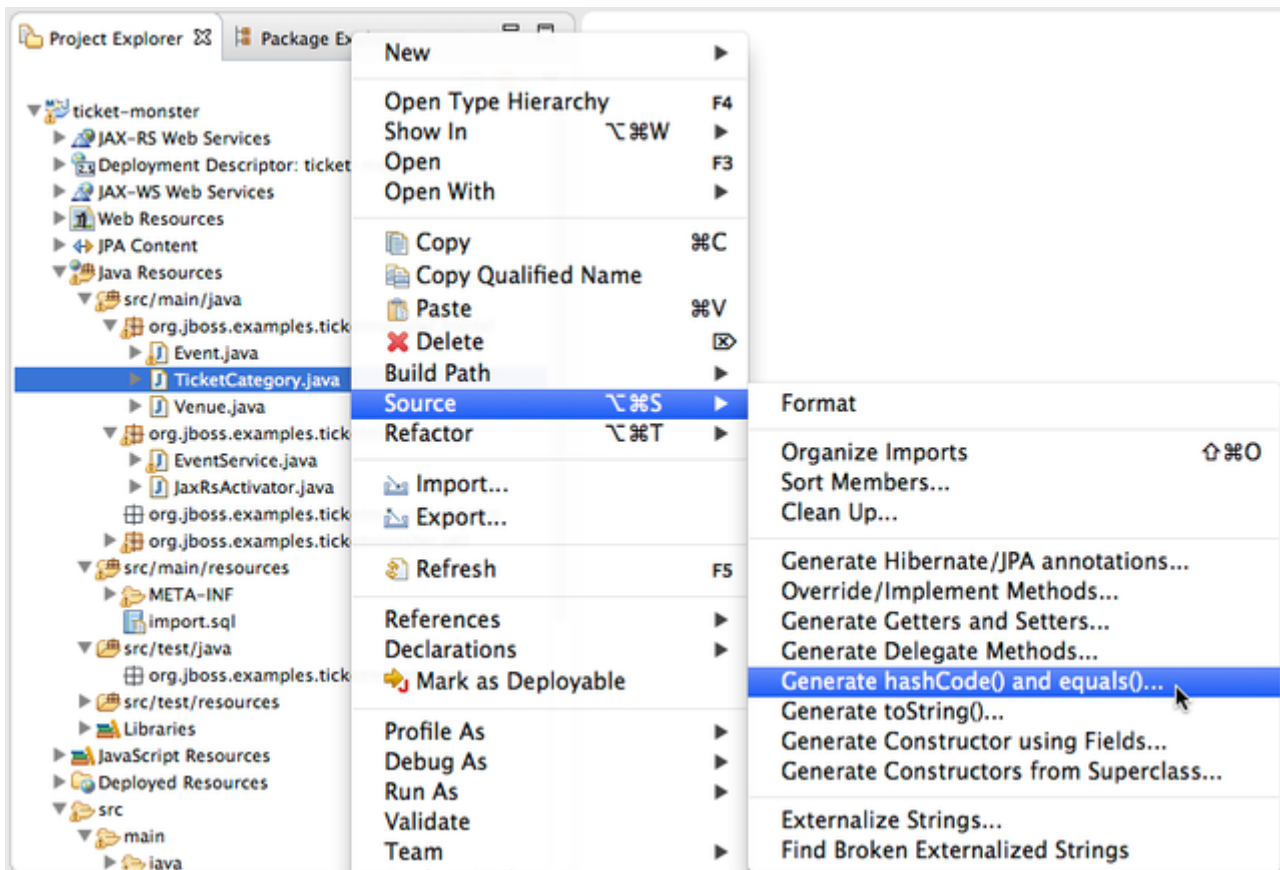 Project Explorer
Package Ex
ticket-monster
JAX-RS Web Services
Deployment Descriptor: ticket
JAX-WS Web Services
Web Resources
JPA Content
Java Resources
src/main/java
org.jboss.examples.tick
Event.java
TicketCategory.java
Venue.java
org.jboss.examples.tick
EventService.java
JaxRsActivator.java
org.jboss.examples.tick
org.jboss.examples.tick
src/main/resources
META-INF
import.sql
src/test/java
org.jboss.examples.tick
src/test/resources
Libraries
JavaScript Resources
Deployed Resources
src
main
java
New
Open Type Hierarchy F4
Show In ⌥⌘W
Open F3
Open With
Copy ⌘C
Copy Qualified Name
Paste ⌘V
Delete ⌦
Build Path
Source ⌥⌘S
Refactor ⌥⌘T
Import...
Export...
Refresh F5
References
Declarations
Mark as Deployable
Profile As
Debug As
Run As
Validate
Team
Format
Organize Imports ⇧⌘O
Sort Members...
Clean Up...
Generate Hibernate/JPA annotations...
Override/Implement Methods...
Generate Getters and Setters...
Generate Delegate Methods...
Generate hashCode() and equals()...
Generate toString()...
Generate Constructor using Fields...
Generate Constructors from Superclass...
Externalize Strings...
Find Broken Externalized Strings